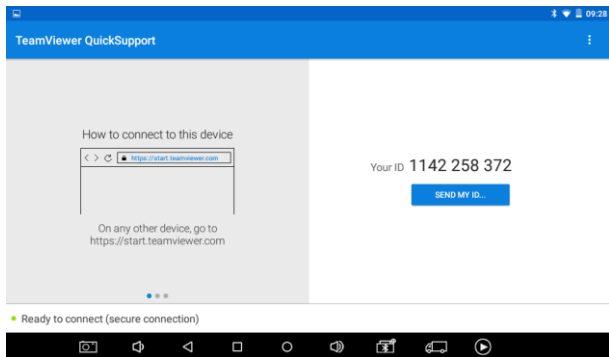 09:28
TeamViewer QuickSupport
How to connect to this device
https://start.teamviewer.com
On any other device, go to
https://start.teamviewer.com
Your ID 1142 258 372
SEND MY ID...
Ready to connect (secure connection)